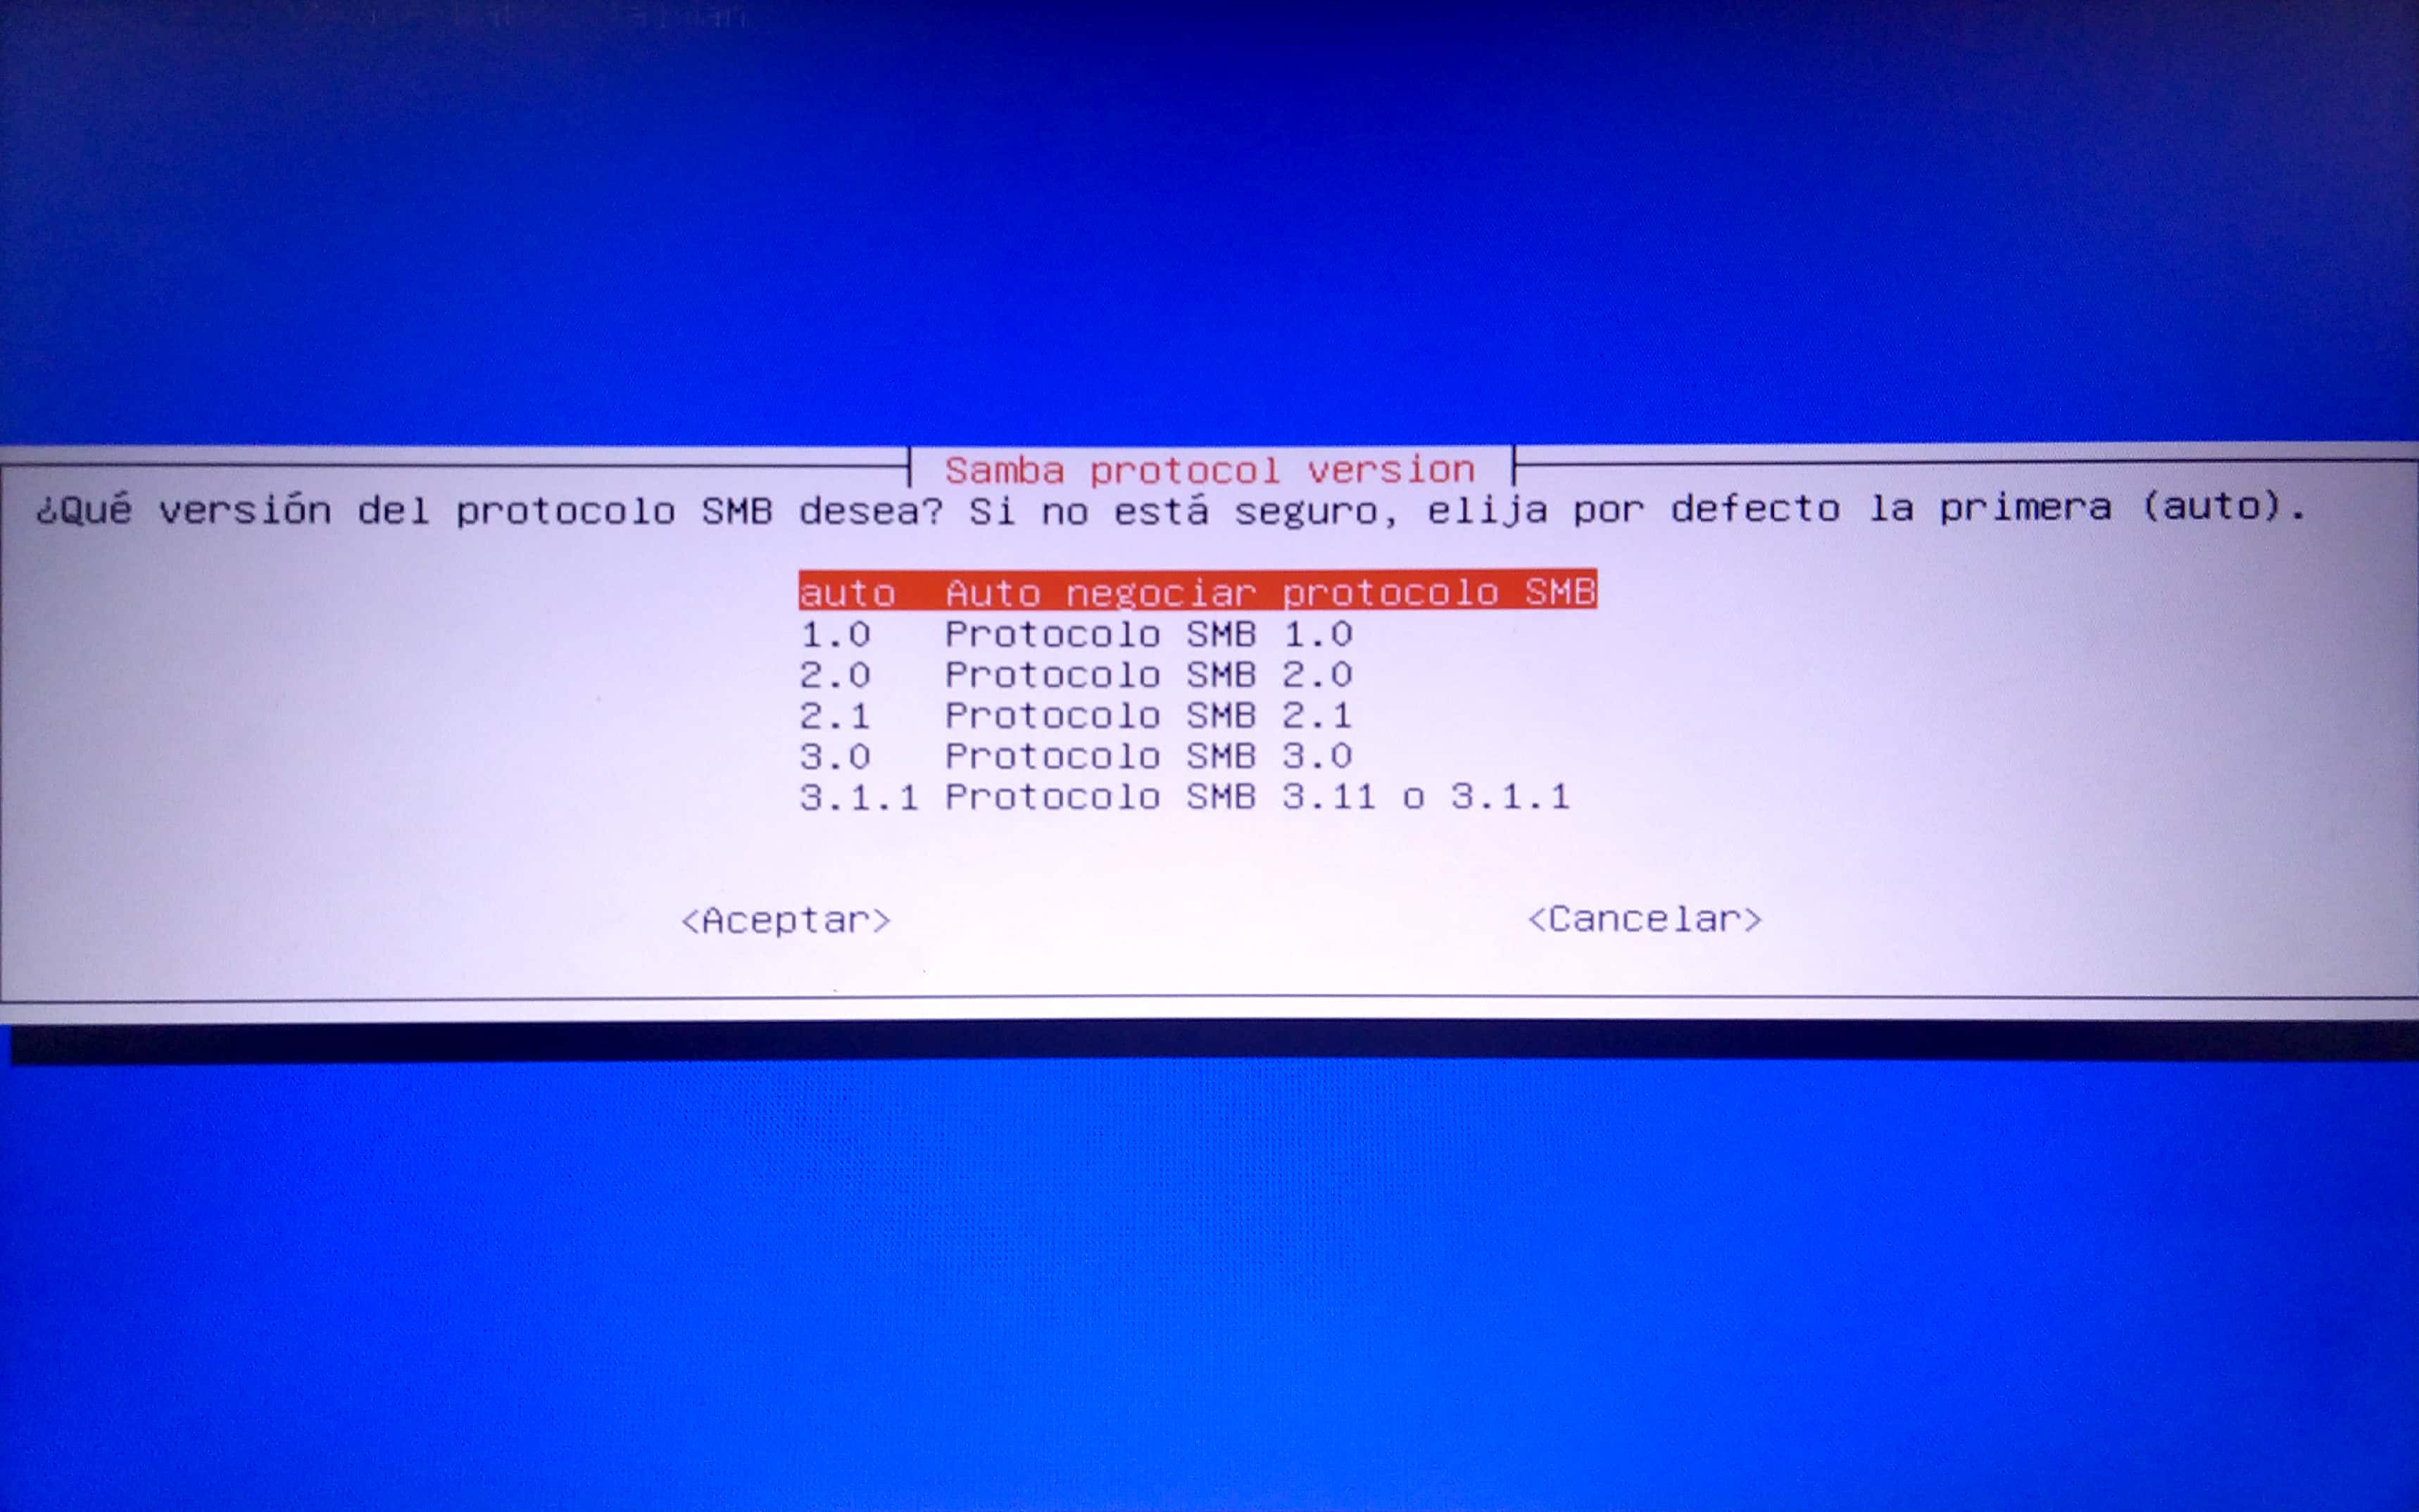 Samba protocol version
¿Qué versión del protocolo SMB desea? Si no está seguro, elija por defecto la primera (auto).
auto Auto negociar protocolo SMB
1.0 Protocolo SMB 1.0
2.0 Protocolo SMB 2.0
2.1 Protocolo SMB 2.1
3.0 Protocolo SMB 3.0
3.1.1 Protocolo SMB 3.11 o 3.1.1
<Aceptar> <Cancelar>